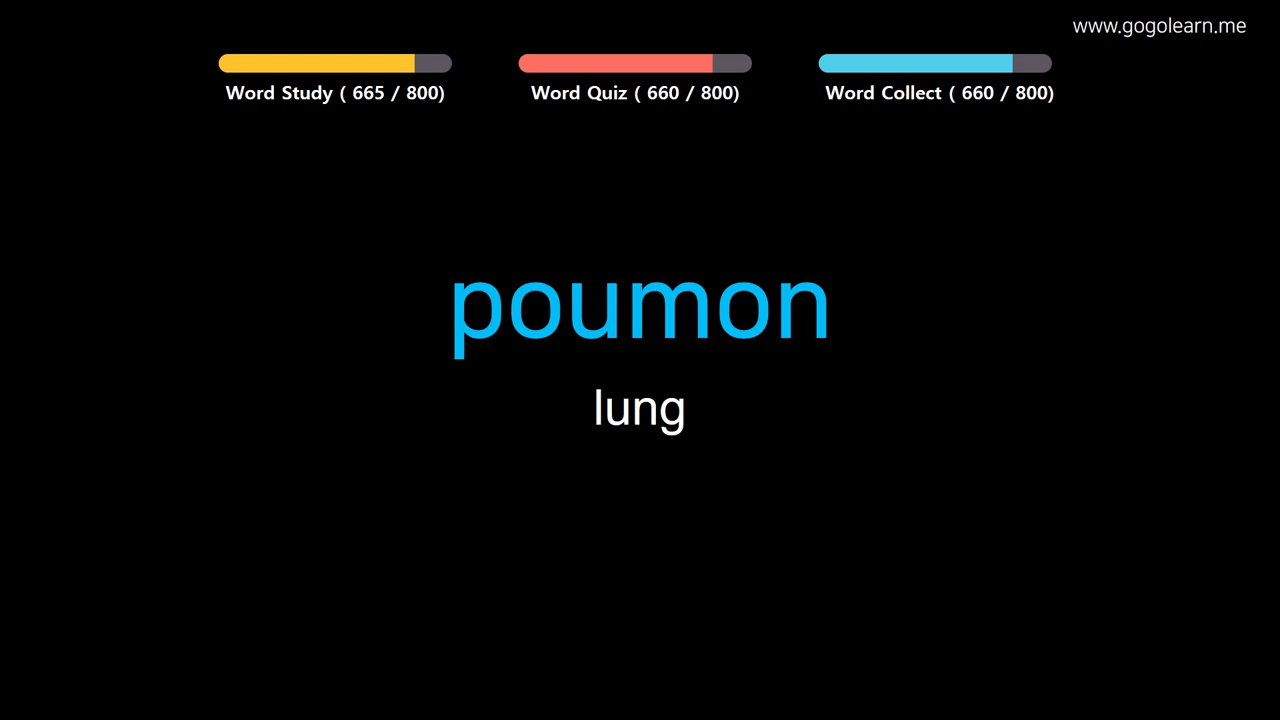 www.gogolearn.me
Word Study ( 665 / 800)
Word Quiz ( 660 / 800)
Word Collect ( 660 / 800)
poumon
lung